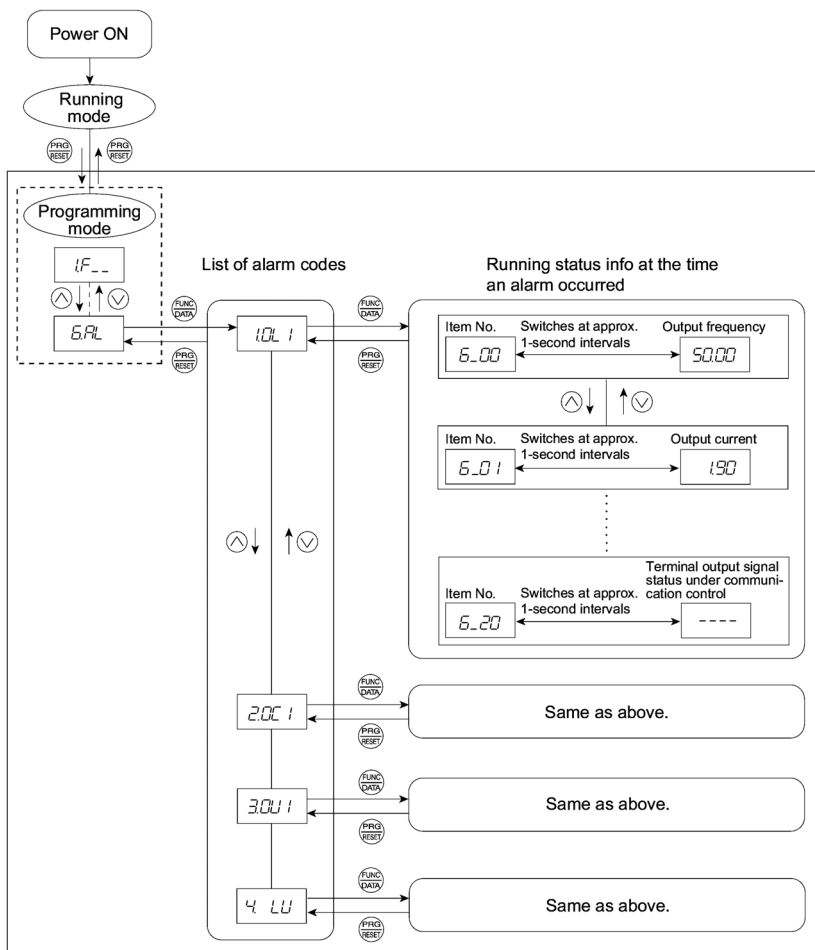 Power ON
Running
mode
PRG
RESET
PRG
RESET
Programming
mode
1.F_ _
6.AL
FUNC
DATA
PRG
RESET
List of alarm codes
1.OL1
2.OC1
3.OU1
4. LU
FUNC
DATA
PRG
RESET
Running status info at the time
an alarm occurred
Item No.
Switches at approx.
1-second intervals
Output frequency
6_00
50.00
Item No.
Switches at approx.
1-second intervals
Output current
6_01
1.90
Item No.
Switches at approx.
1-second intervals
Terminal output signal
status under communi-
cation control
6_20
----
FUNC
DATA
PRG
RESET
Same as above.
FUNC
DATA
PRG
RESET
Same as above.
FUNC
DATA
PRG
RESET
Same as above.